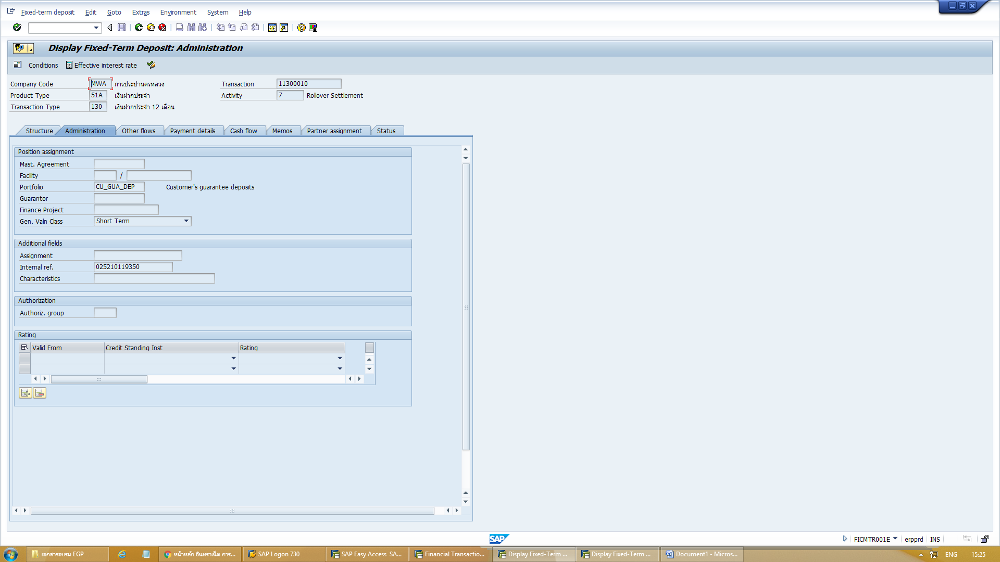 Fixed-term deposit Edit Goto Extras Environment System Help
Display Fixed-Term Deposit: Administration
Conditions Effective interest rate
Company Code MWA การประปานครหลวง Transaction 11300010
Product Type 51A เงินฝากประจำ Activity 7 Rollover Settlement
Transaction Type 130 เงินฝากประจำ 12 เดือน
Structure Administration Other flows Payment details Cash flow Memos Partner assignment Status
Position assignment
Mast. Agreement
Facility /
Portfolio CU_GUA_DEP Customer's guarantee deposits
Guarantor
Finance Project
Gen. Valn Class Short Term
Additional fields
Assignment
Internal ref. 025210119350
Characteristics
Authorization
Authoriz. group
Rating
Valid From Credit Standing Inst Rating
SAP
FICMTR001E erpprd INS
เอกสารอบรม EGP หน้าหลัก อินทราเน็ต การ... SAP Logon 730 SAP Easy Access SA... Financial Transactio... Display Fixed-Term ... Display Fixed-Term ... Document1 - Micros... ENG 15:25